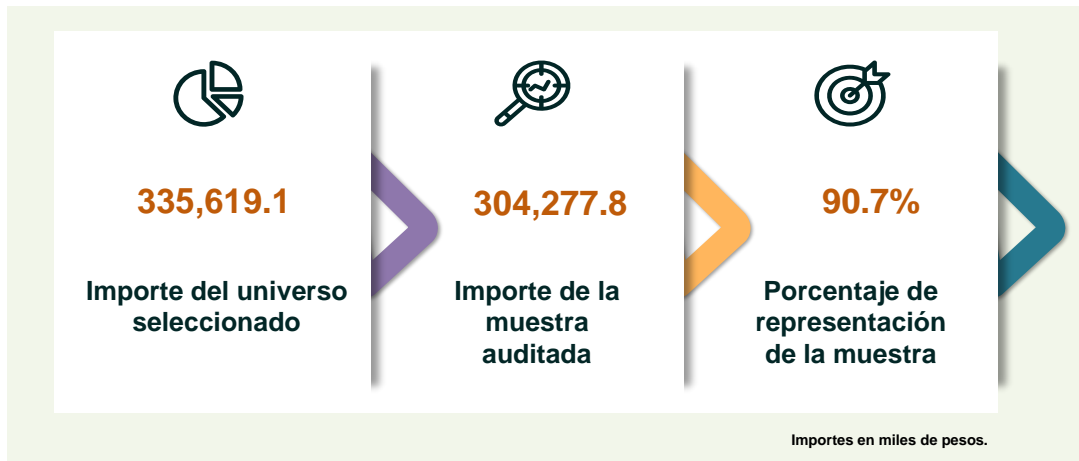 335,619.1
Importe del universo
seleccionado
304,277.8
Importe de la
muestra
auditada
90.7%
Porcentaje de
representación
de la muestra
Importes en miles de pesos.